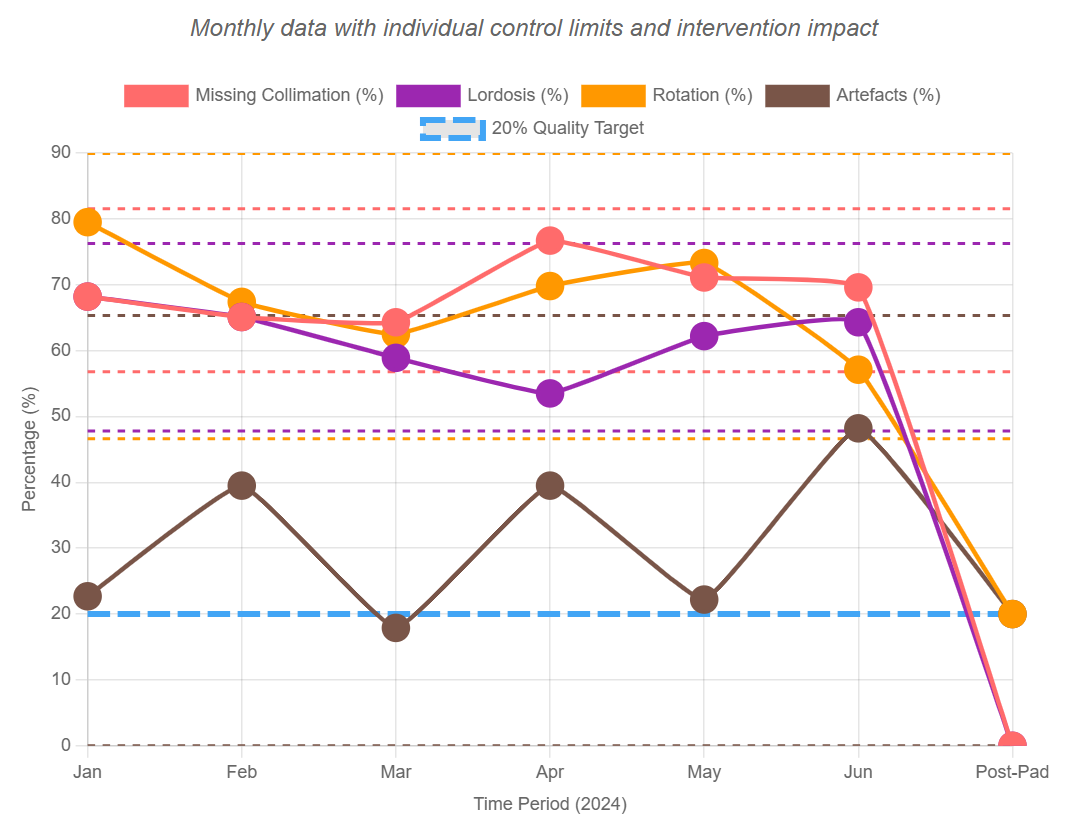 Monthly data with individual control limits and intervention impact
Missing Collimation (%) Lordosis (%) Rotation (%) Artefacts (%)
20% Quality Target
90
80
70
60
50
40
30
20
10
0
Percentage (%)
Jan Feb Mar Apr May Jun Post-Pad
Time Period (2024)